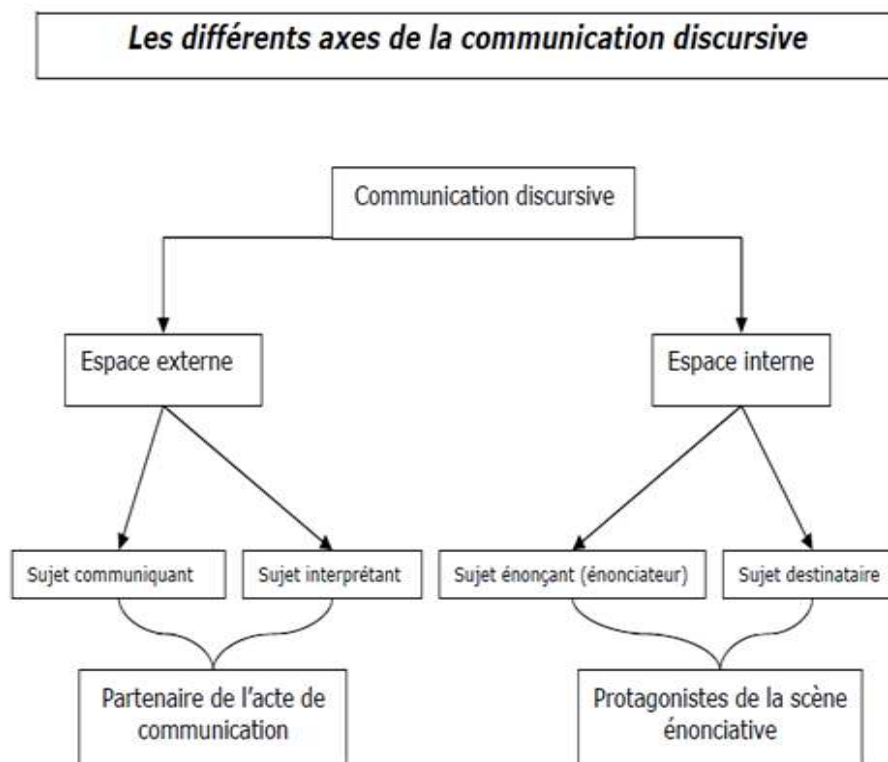 Les différents axes de la communication discursive
Communication discursive
Espace externe
Espace interne
Sujet communiquant
Sujet interprétant
Sujet énonçant (énonciateur)
Sujet destinataire
Partenaire de l'acte de
communication
Protagonistes de la scène
énonciative